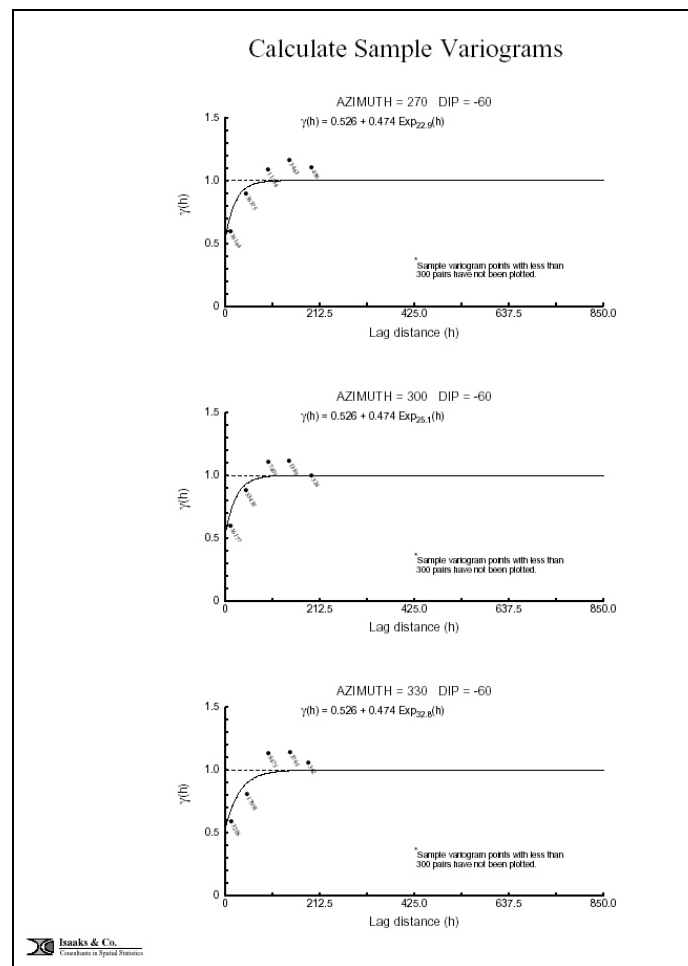 Calculate Sample Variograms
AZIMUTH = 270 DIP = -60
γ(h) = 0.526 + 0.474 Exp22.9(h)
1.5
1.0
0.5
0
γ(h)
*Sample variogram points with less than
300 pairs have not been plotted.
0 212.5 425.0 637.5 850.0
Lag distance (h)
AZIMUTH = 300 DIP = -60
γ(h) = 0.526 + 0.474 Exp25.1(h)
1.5
1.0
0.5
0
γ(h)
*Sample variogram points with less than
300 pairs have not been plotted.
0 212.5 425.0 637.5 850.0
Lag distance (h)
AZIMUTH = 330 DIP = -60
γ(h) = 0.526 + 0.474 Exp32.8(h)
1.5
1.0
0.5
0
γ(h)
*Sample variogram points with less than
300 pairs have not been plotted.
0 212.5 425.0 637.5 850.0
Lag distance (h)
Isaaks & Co.
Consultants in Spatial Statistics